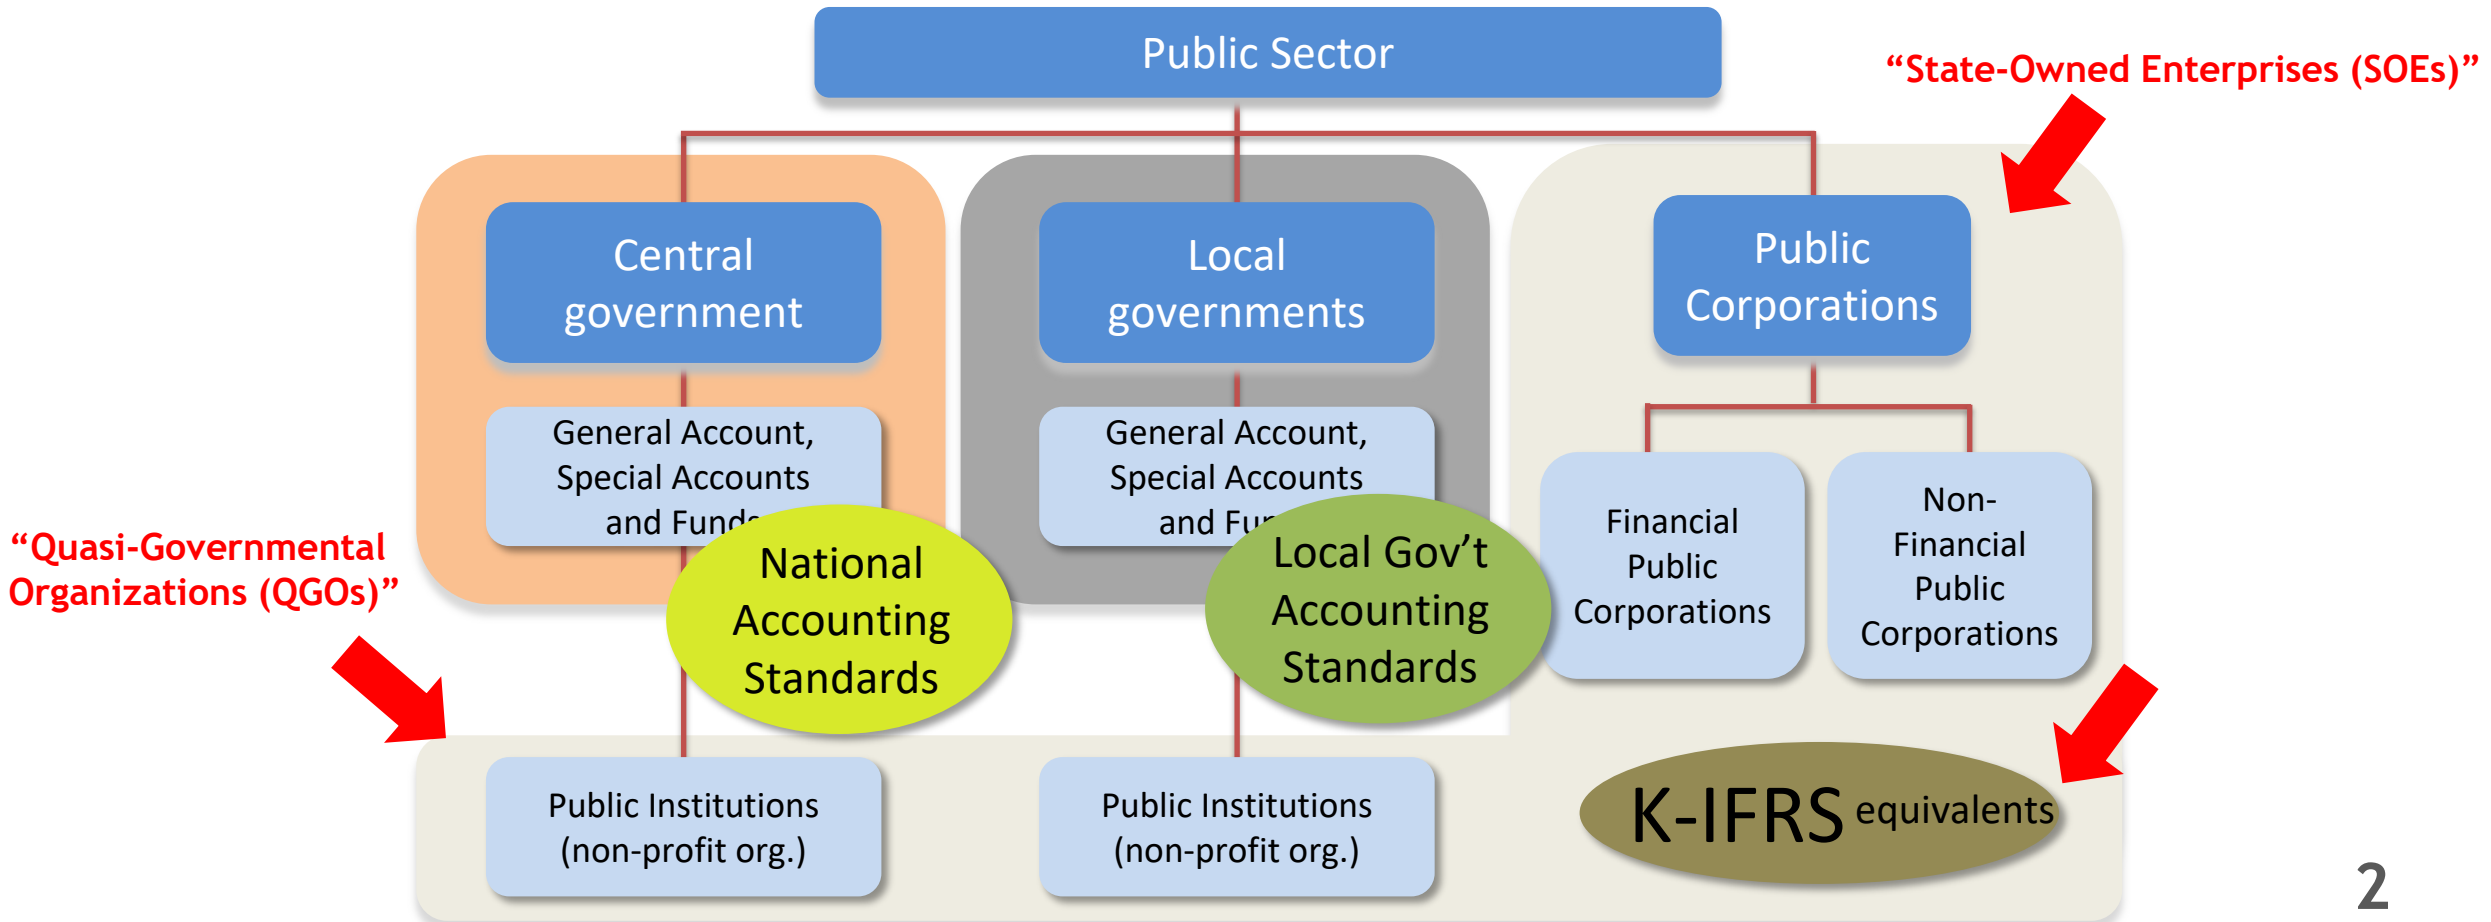 Public Sector
“State-Owned Enterprises (SOEs)”
Central
government
Local
governments
Public
Corporations
General Account,
Special Accounts
and Funds
General Account,
Special Accounts
and Fun
Financial
Public
Corporations
Non-
Financial
Public
Corporations
“Quasi-Governmental
Organizations (QGOs)”
National
Accounting
Standards
Local Gov’t
Accounting
Standards
Public Institutions
(non-profit org.)
Public Institutions
(non-profit org.)
K-IFRS equivalents
2